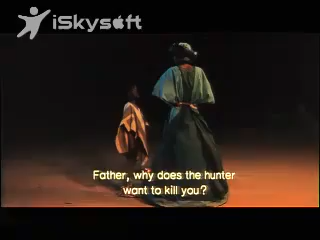 iSkysoft
Father, why does the hunter
want to kill you?